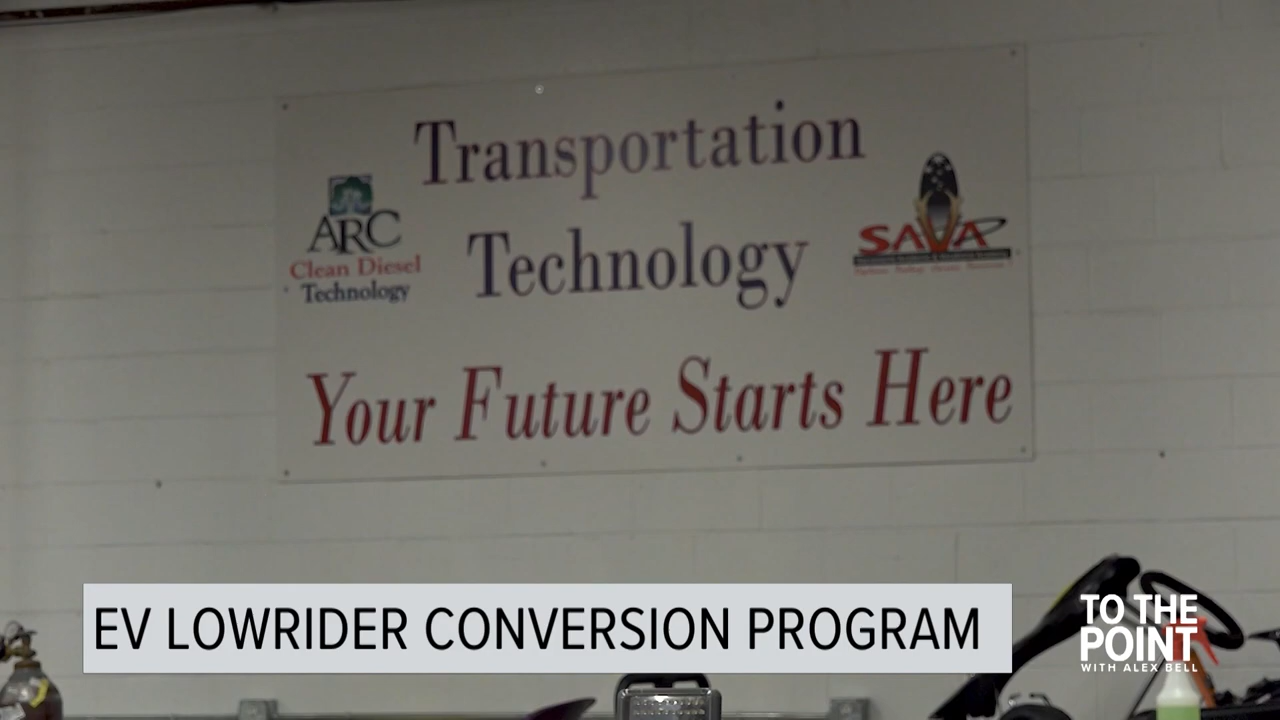 Transportation
Technology
ARC
Clean Diesel
Technology
SAVA
Your Future Starts Here
EV LOWRIDER CONVERSION PROGRAM
TO THE
POINT
WITH ALEX BELL